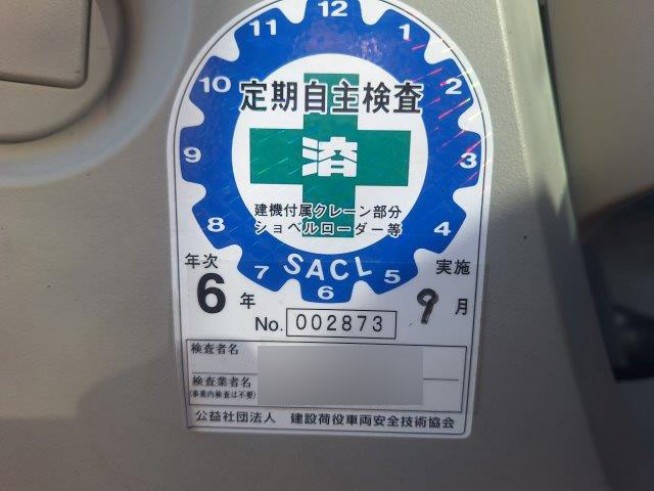 11 12 1
10 2
定期自主検査
済
9 3
建機付属クレーン部分
ショベルローダー等
8 4
7 SACL 5
6
年次 実施
6年 9月
No. 002873
検査者名
検査業者名
(事業内検査は不要)
公益社団法人 建設荷役車両安全技術協会